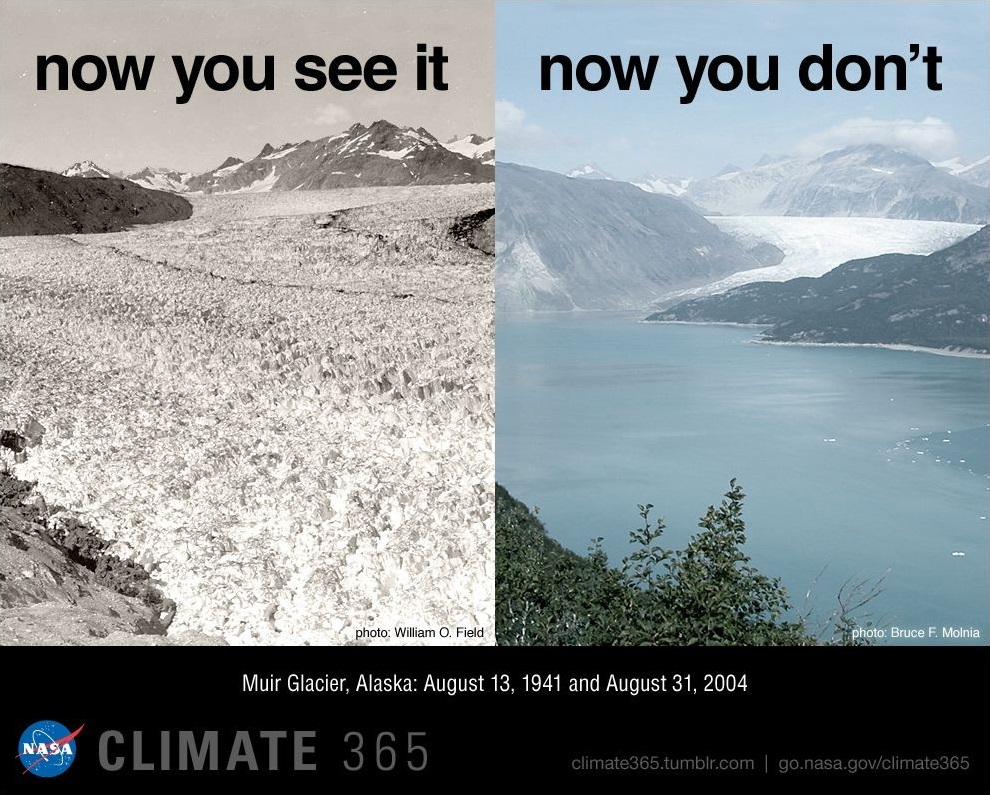 now you see it
now you don't
photo: William O. Field
photo: Bruce F. Molnia
Muir Glacier, Alaska: August 13, 1941 and August 31, 2004
NASA
CLIMATE 365
climate365.tumblr.com | go.nasa.gov/climate365